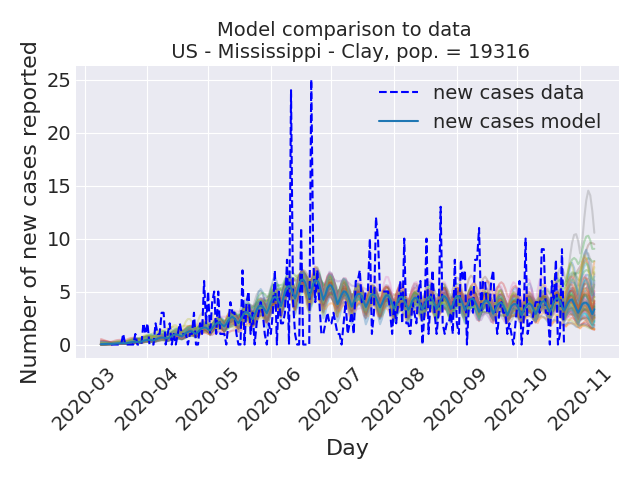 Model comparison to data
US - Mississippi - Clay, pop. = 19316
Number of new cases reported
25
20
15
10
5
0
new cases data
new cases model
2020-03
2020-04
2020-05
2020-06
2020-07
2020-08
2020-09
2020-10
2020-11
Day